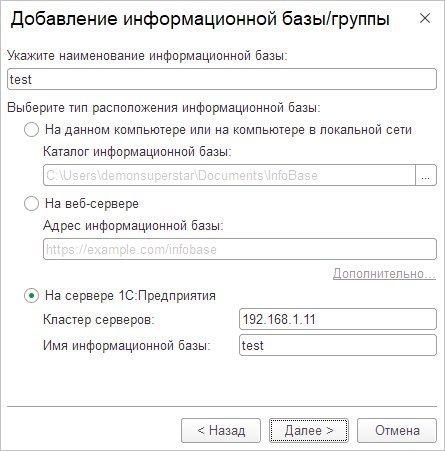 Добавление информационной базы/группы
Укажите наименование информационной базы:
test
Выберите тип расположения информационной базы:
На данном компьютере или на компьютере в локальной сети
Каталог информационной базы:
C:\Users\demonsuperstar\Documents\InfoBase ...
На веб-сервере
Адрес информационной базы:
https://example.com/infobase
Дополнительно...
На сервере 1С:Предприятия
Кластер серверов: 192.168.1.11
Имя информационной базы: test
< Назад Далее > Отмена